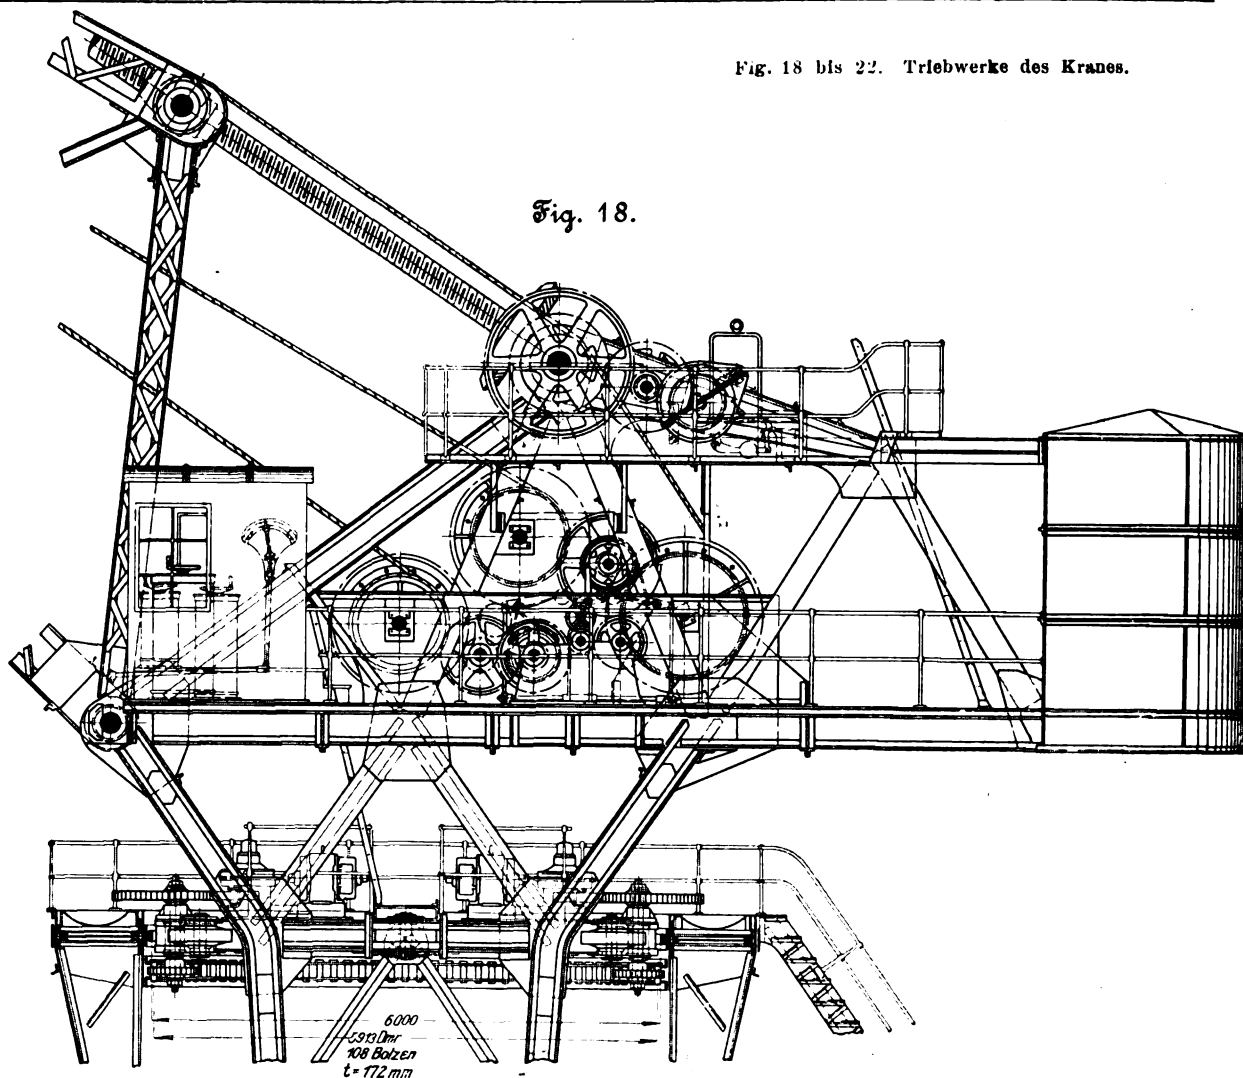 Fig. 18 bis 22. Triebwerke des Kranes.
Fig. 18.
6000
5913 Dmr
108 Bolzen
t = 172 mm